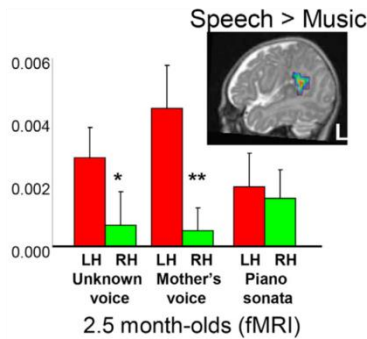 Speech > Music
0.006
0.004
0.002
0.000
*
**
L
LH RH LH RH LH RH
Unknown voice
Mother's voice
Piano sonata
2.5 month-olds (fMRI)